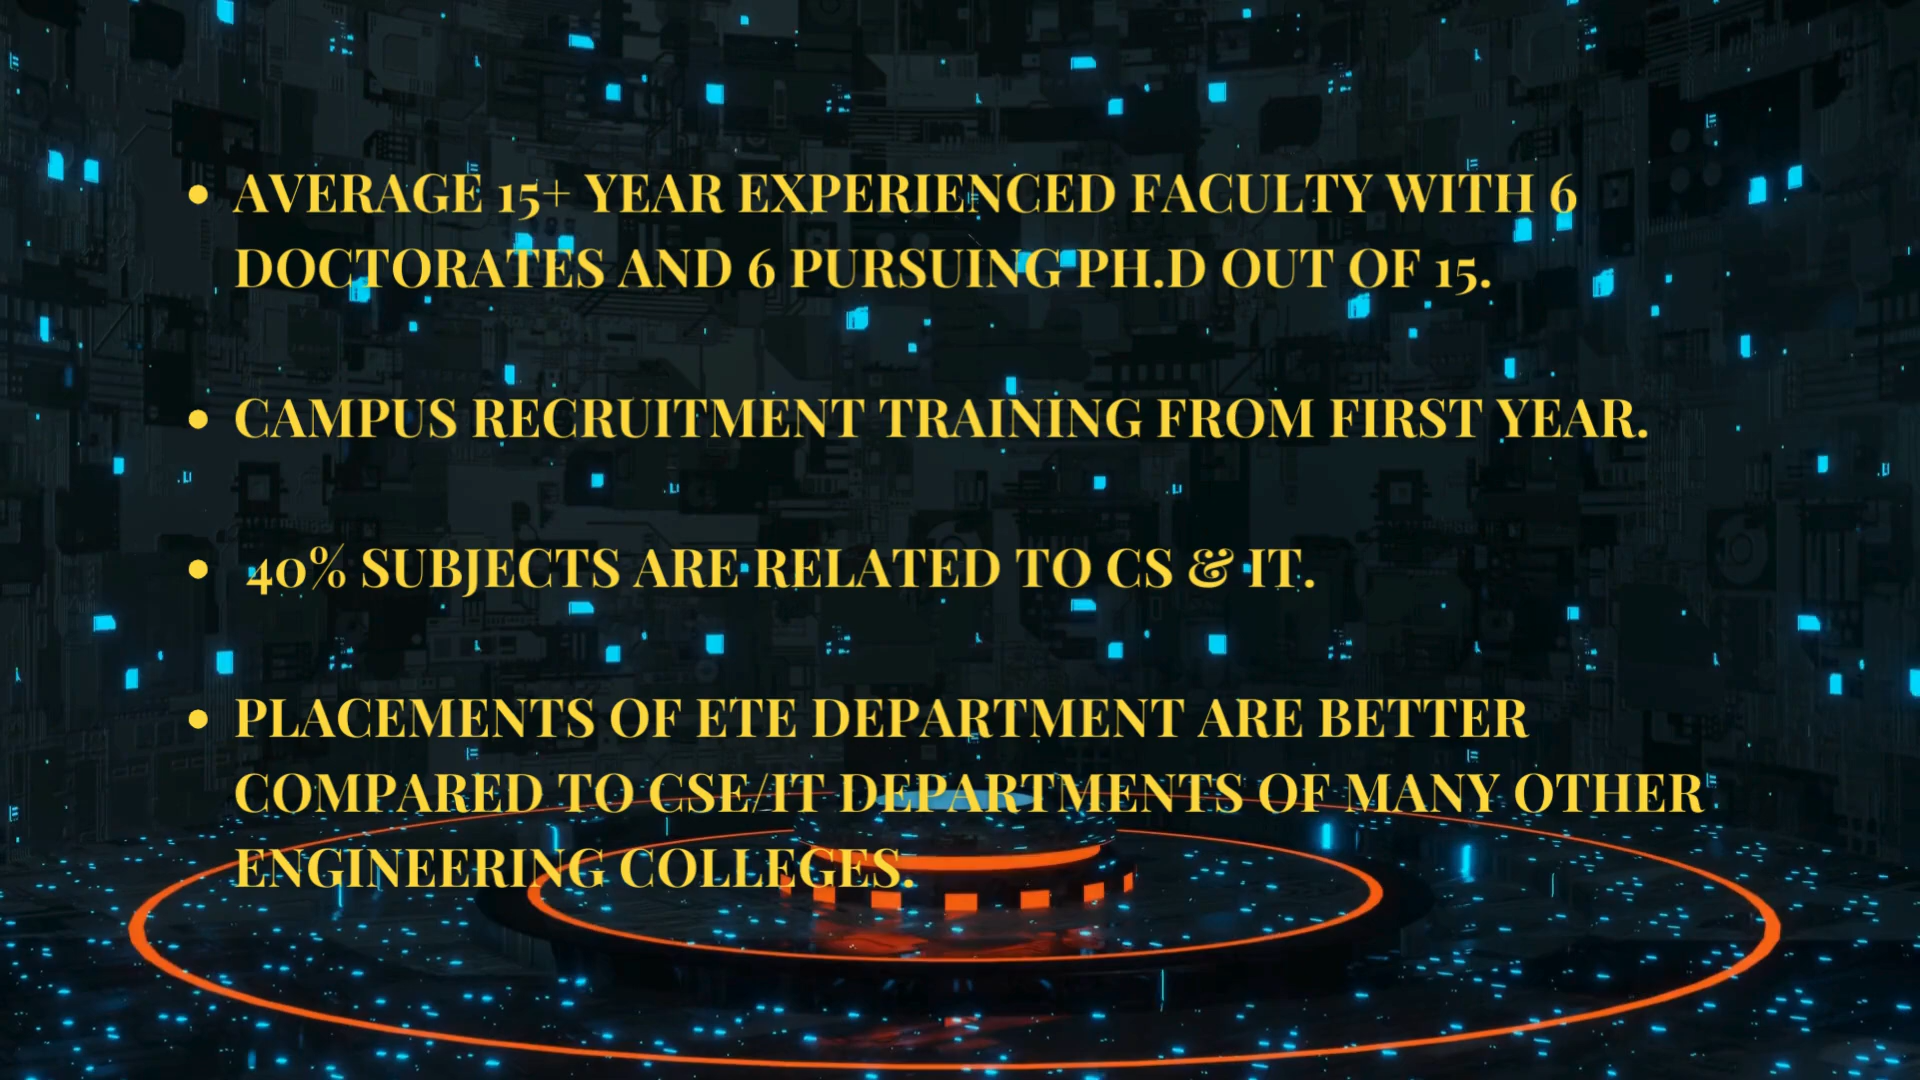 • AVERAGE 15+ YEAR EXPERIENCED FACULTY WITH 6
DOCTORATES AND 6 PURSUING PH.D OUT OF 15.
• CAMPUS RECRUITMENT TRAINING FROM FIRST YEAR.
• 40% SUBJECTS ARE RELATED TO CS & IT.
• PLACEMENTS OF ETE DEPARTMENT ARE BETTER
COMPARED TO CSE/IT DEPARTMENTS OF MANY OTHER
ENGINEERING COLLEGES.